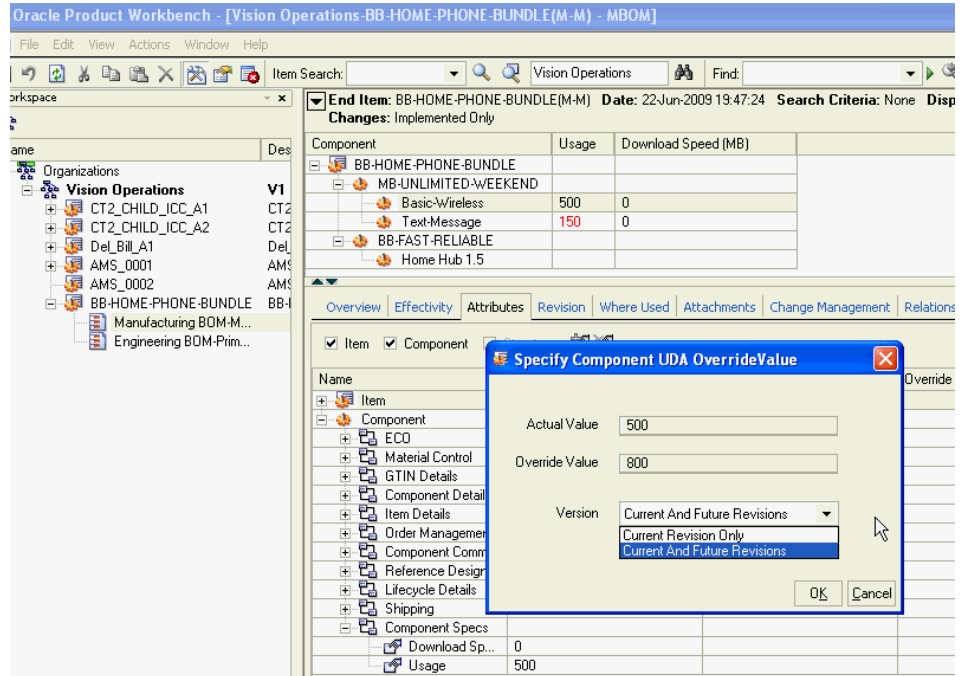 Oracle Product Workbench - [Vision Operations-BB-HOME-PHONE-BUNDLE(M-M) - MBOM]
File Edit View Actions Window Help
Item Search: Vision Operations Find:
orkspace
End Item: BB-HOME-PHONE-BUNDLE(M-M) Date: 22-Jun-2009 19:47:24 Search Criteria: None Disp
Changes: Implemented Only
ame Des
Organizations
Vision Operations V1
CT2_CHILD_ICC_A1 CT2
CT2_CHILD_ICC_A2 CT2
Del_Bill_A1 Del_
AMS_0001 AMS
AMS_0002 AMS
BB-HOME-PHONE-BUNDLE BB-
Manufacturing BOM-M...
Engineering BOM-Prim...
Component Usage Download Speed (MB)
BB-HOME-PHONE-BUNDLE
MB-UNLIMITED-WEEKEND
Basic-Wireless 500 0
Text-Message 150 0
BB-FAST-RELIABLE
Home Hub 1.5
Overview Effectivity Attributes Revision Where Used Attachments Change Management Relations
Item Component
Name Override
Item
Component
ECO
Material Control
GTIN Details
Component Detail
Item Details
Order Managemer
Component Comm
Reference Desigr
Lifecycle Details
Shipping
Component Specs
Download Sp... 0
Usage 500
Specify Component UDA OverrideValue
Actual Value 500
Override Value 800
Version Current And Future Revisions
Current Revision Only
Current And Future Revisions
OK Cancel